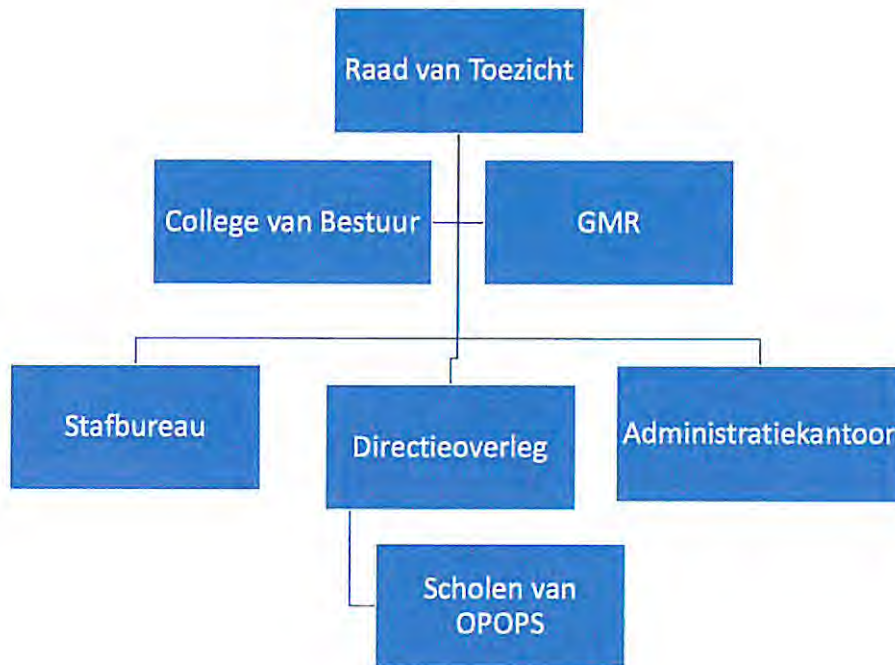 Raad van Toezicht
College van Bestuur
GMR
Stafbureau
Directieoverleg
Administratiekantoor
Scholen van
OPOPS